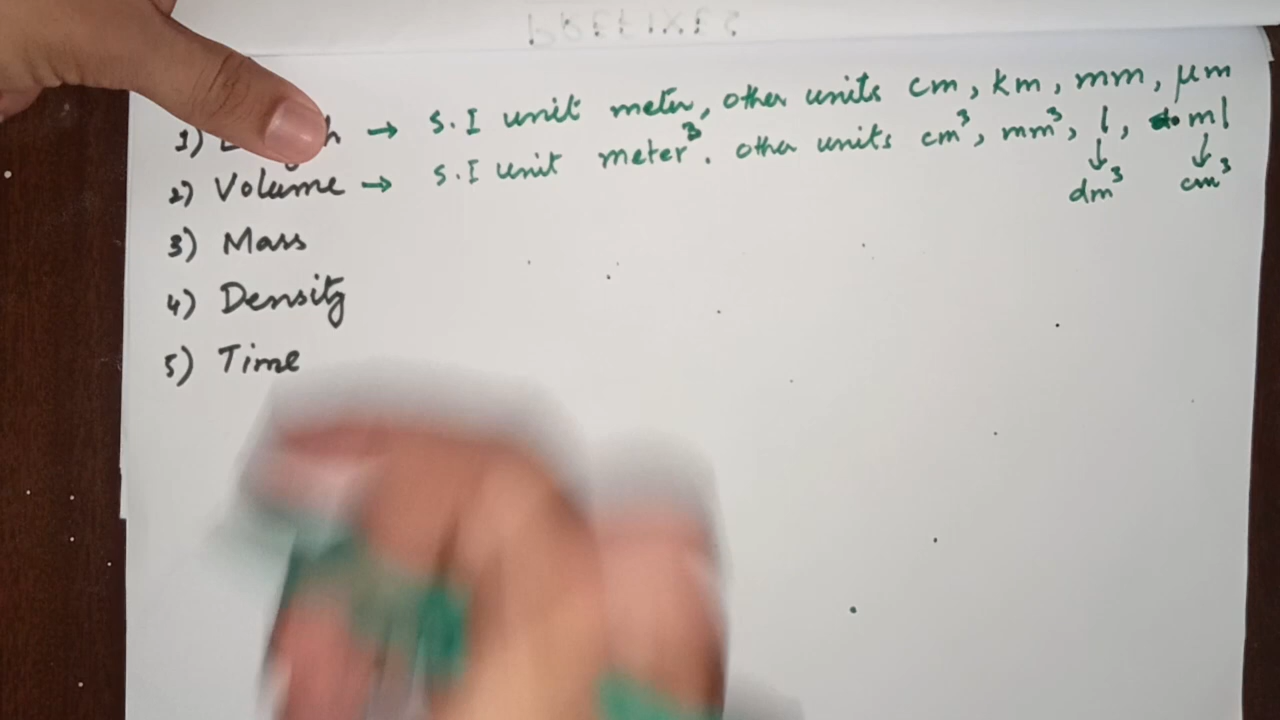 1) → S.I unit meter, other units cm, km, mm, μm
2) Volume → S.I unit meter³. other units cm³, mm³, l, ml
↓ ↓
dm³ cm³
3) Mass
4) Density
5) Time